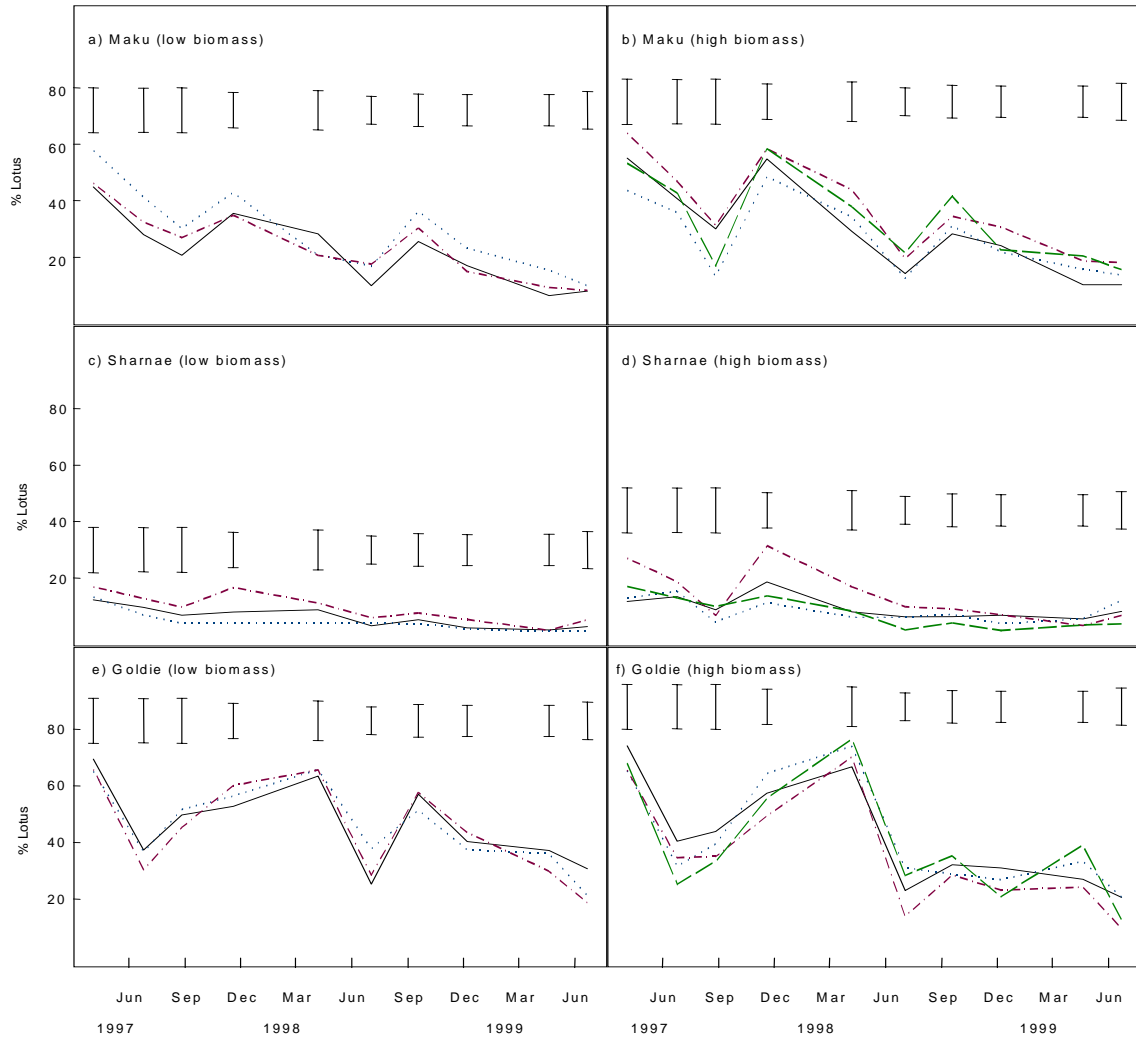 a) Maku (low biomass)
b) Maku (high biomass)
80
60
40
20
% Lotus
c) Sharnae (low biomass)
d) Sharnae (high biomass)
80
60
40
20
% Lotus
e) Goldie (low biomass)
f) Goldie (high biomass)
80
60
40
20
% Lotus
Jun Sep Dec Mar Jun Sep Dec Mar Jun
Jun Sep Dec Mar Jun Sep Dec Mar Jun
1997 1998 1999
1997 1998 1999